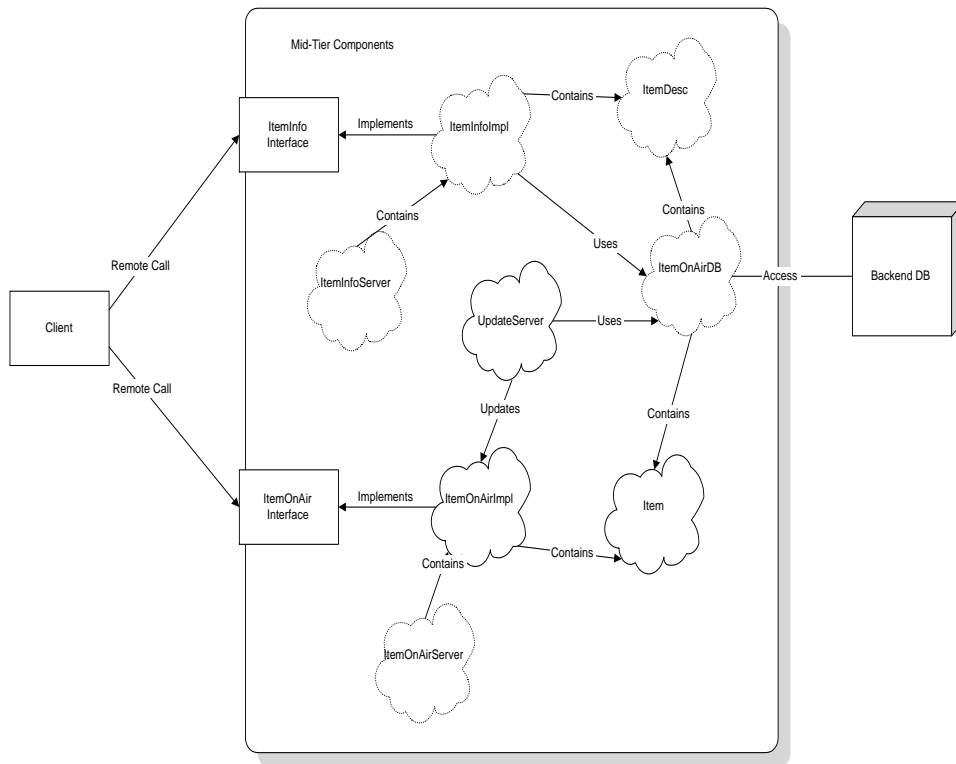 Mid-Tier Components
ItemDesc
Contains
ItemInfo
Interface
Implements
ItemInfoImpl
Contains
Contains
Uses
ItemOnAirDB
Access
Backend DB
Remote Call
ItemInfoServer
Client
UpdateServer
Uses
Remote Call
Updates
Contains
ItemOnAir
Interface
Implements
ItemOnAirImpl
Item
Contains
Contains
ItemOnAirServer